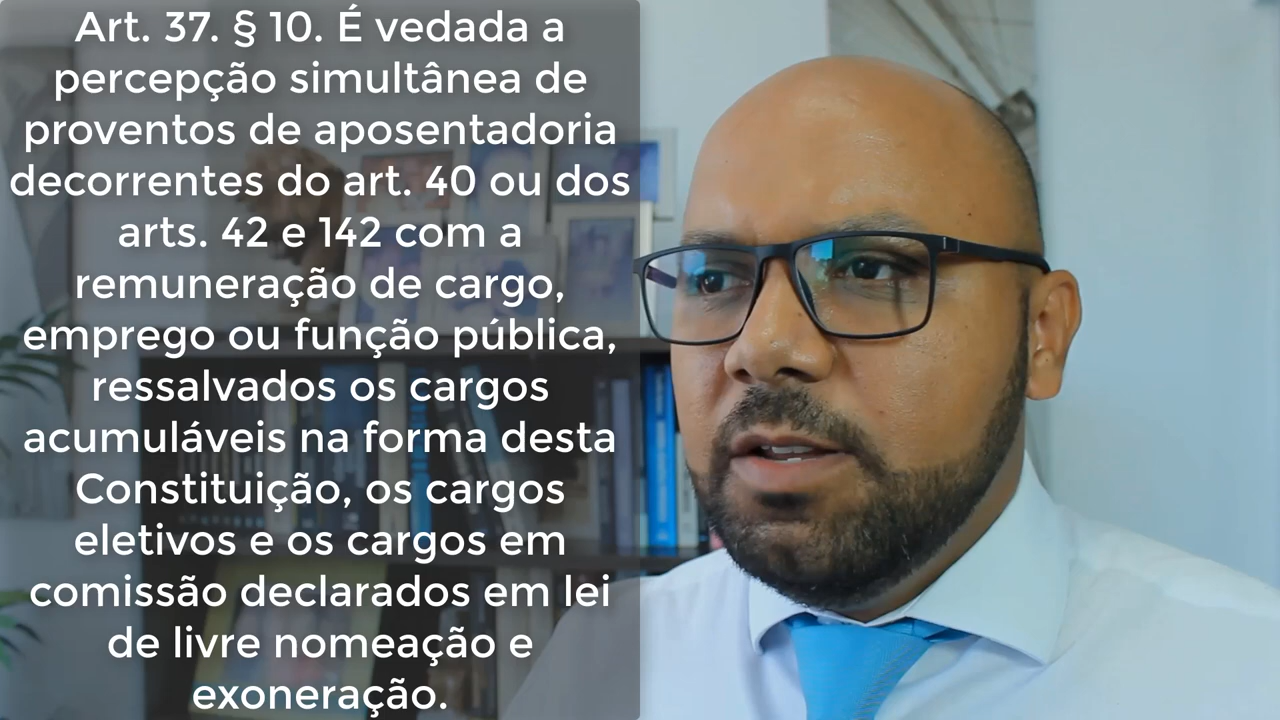 Art. 37. § 10. É vedada a
percepção simultânea de
proventos de aposentadoria
decorrentes do art. 40 ou dos
arts. 42 e 142 com a
remuneração de cargo,
emprego ou função pública,
ressalvados os cargos
acumuláveis na forma desta
Constituição, os cargos
eletivos e os cargos em
comissão declarados em lei
de livre nomeação e
exoneração.